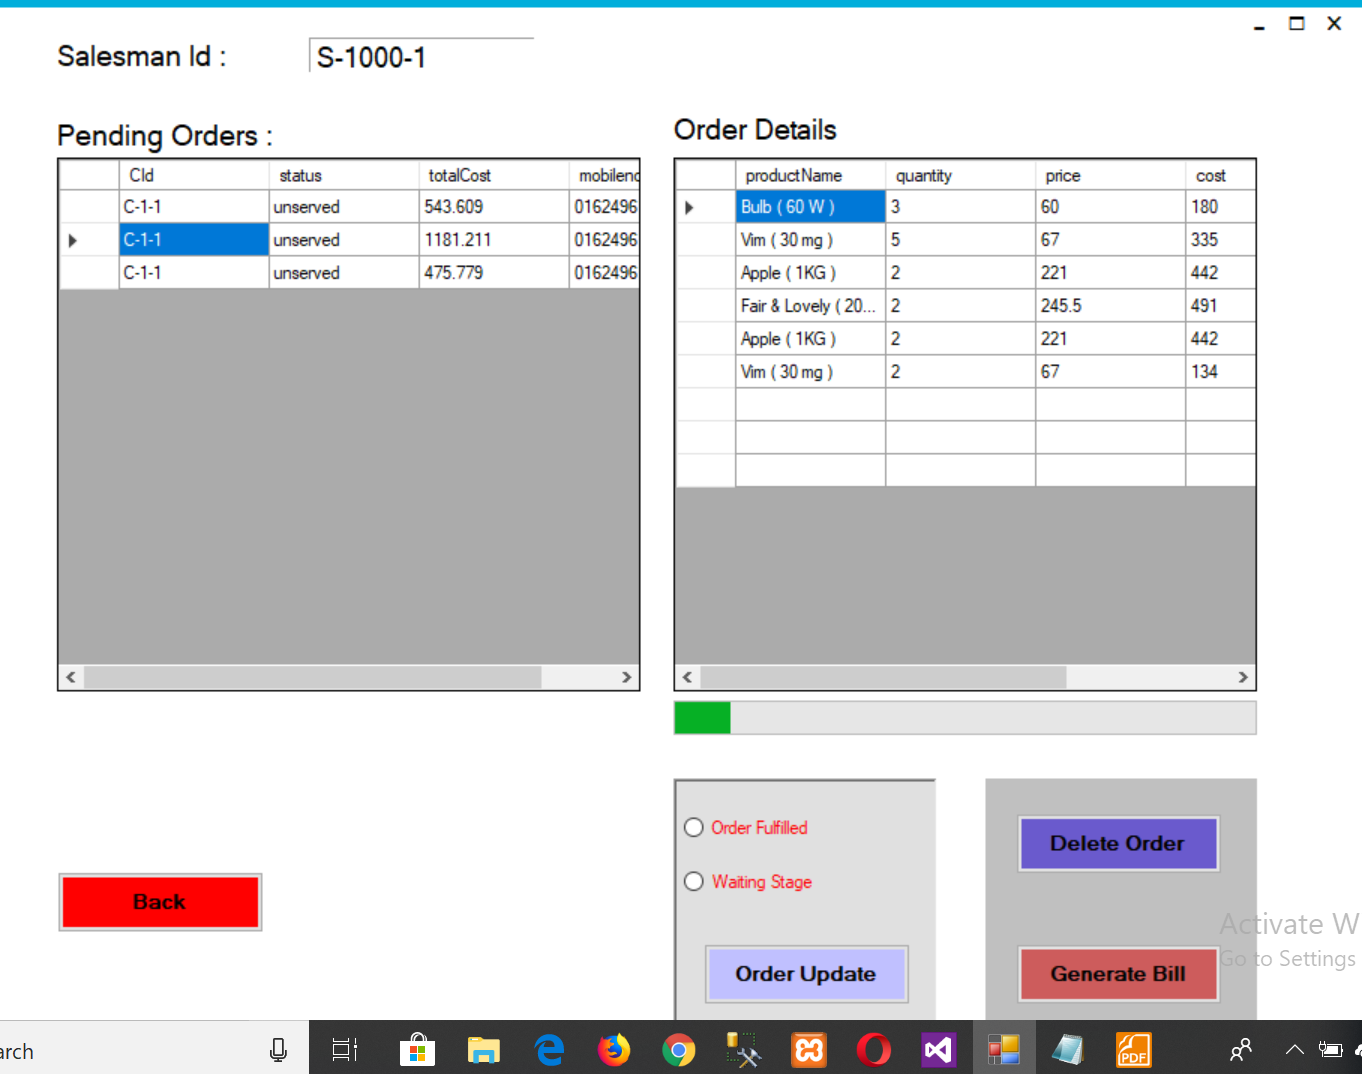 Salesman Id : S-1000-1
Pending Orders :
CId status totalCost mobileno
C-1-1 unserved 543.609 0162496
C-1-1 unserved 1181.211 0162496
C-1-1 unserved 475.779 0162496
Order Details
productName quantity price cost
Bulb ( 60 W ) 3 60 180
Vim ( 30 mg ) 5 67 335
Apple ( 1KG ) 2 221 442
Fair & Lovely ( 20... 2 245.5 491
Apple ( 1KG ) 2 221 442
Vim ( 30 mg ) 2 67 134
Order Fulfilled
Waiting Stage
Order Update
Delete Order
Generate Bill
Back
Activate W
Go to Settings
arch
PDF